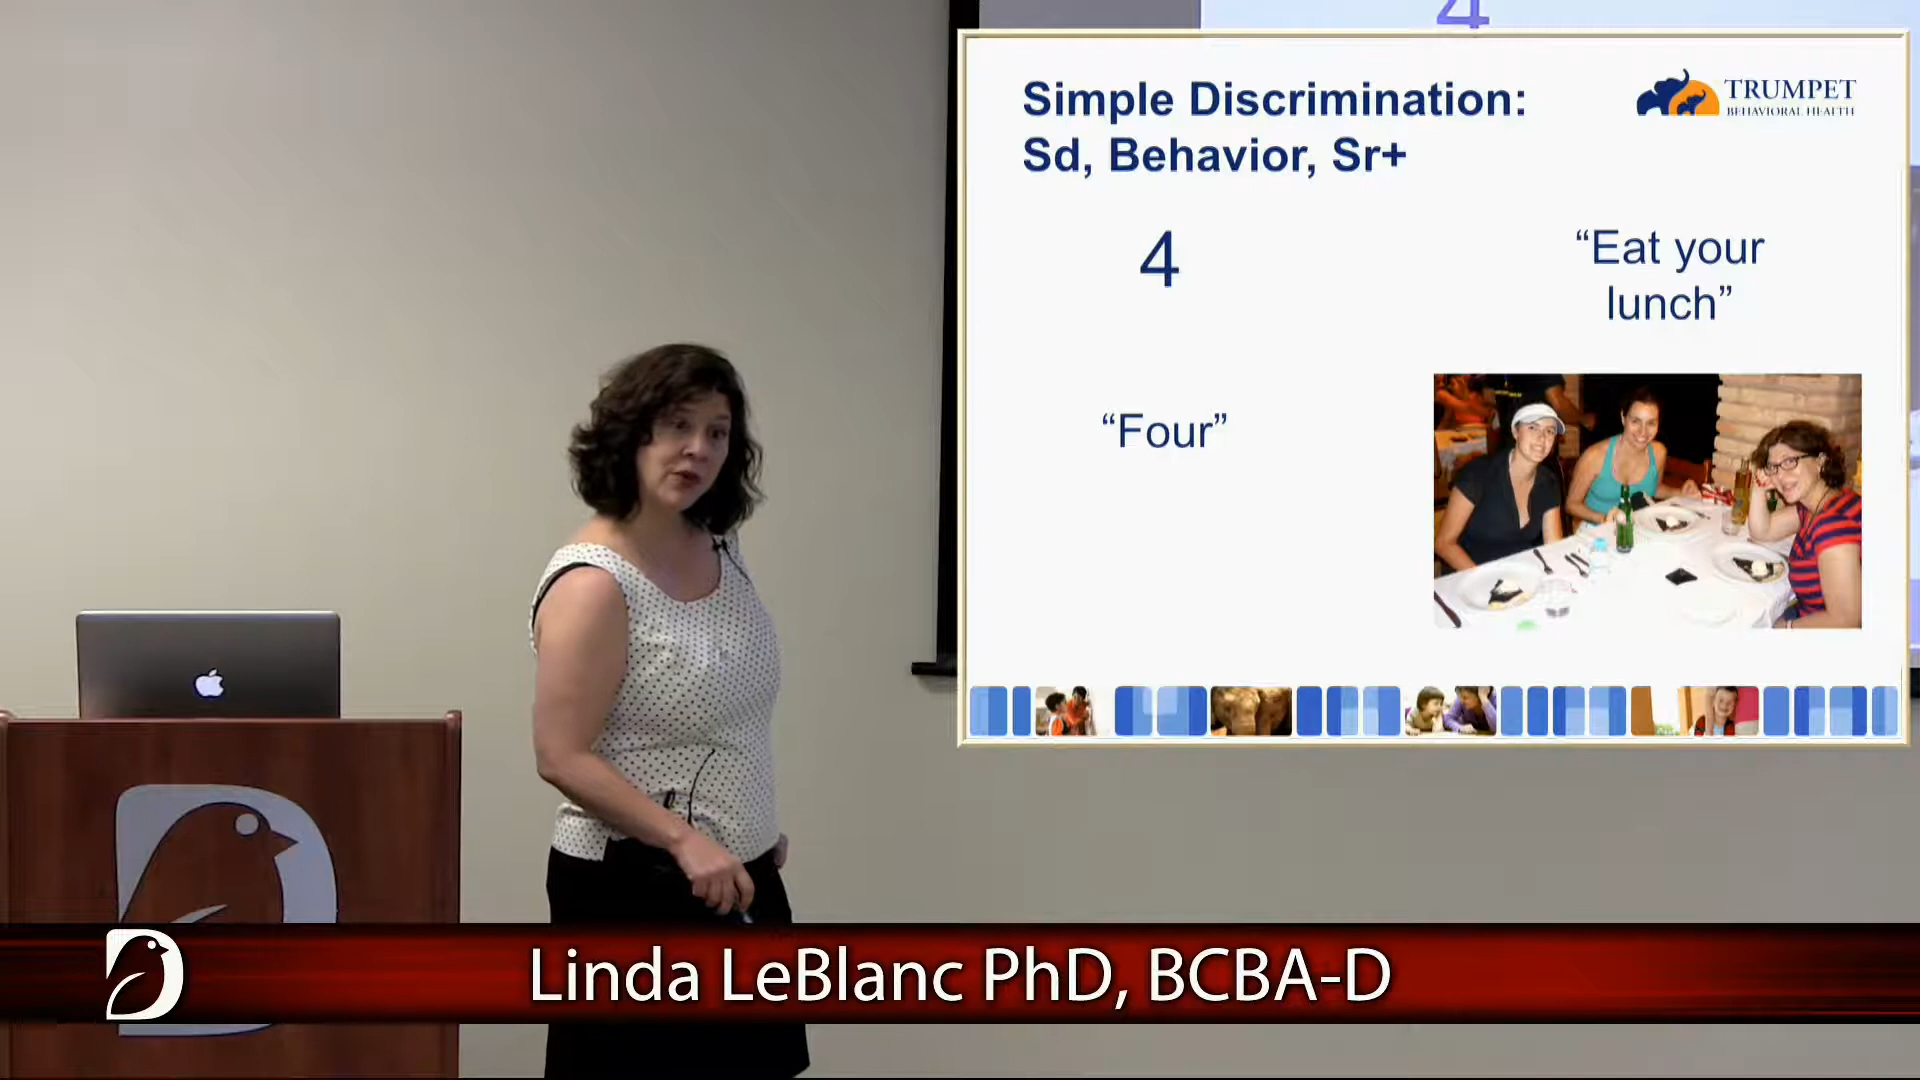 4
Simple Discrimination:
Sd, Behavior, Sr+
TRUMPET
BEHAVIORAL HEALTH
4
“Eat your
lunch”
“Four”
Linda LeBlanc PhD, BCBA-D